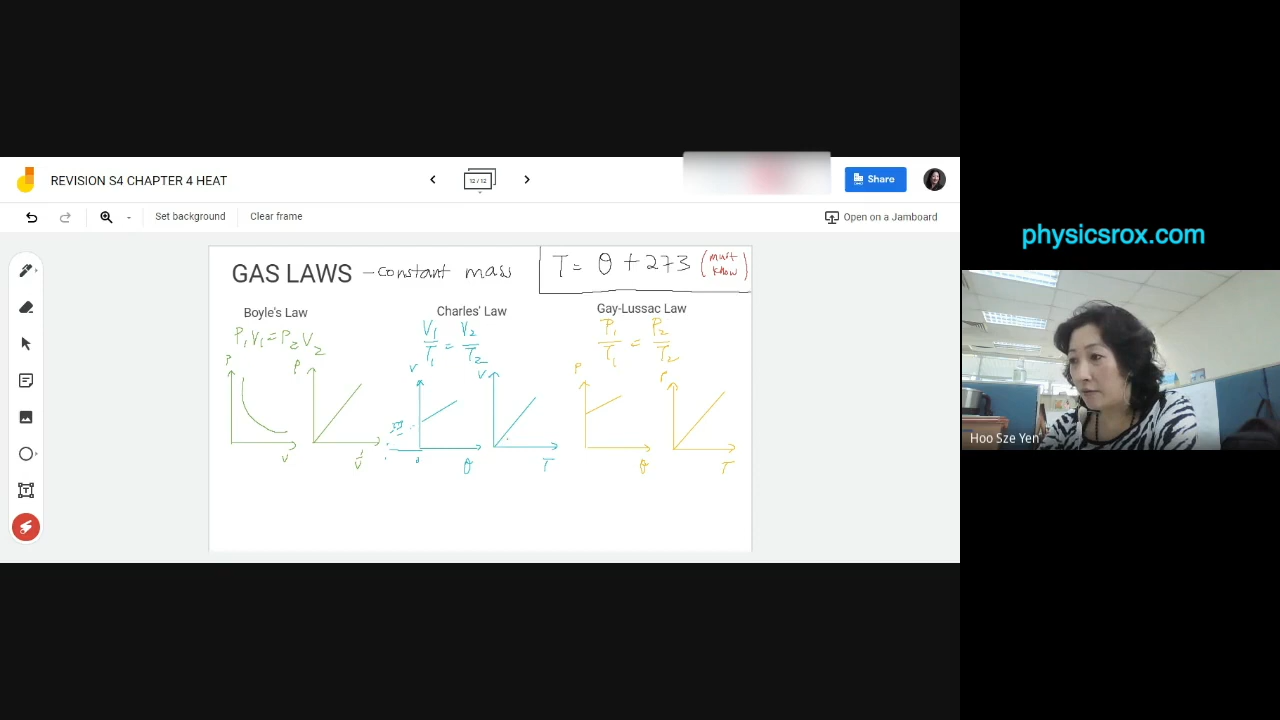 REVISION S4 CHAPTER 4 HEAT
12 / 12
Share
Set background
Clear frame
Open on a Jamboard
GAS LAWS - constant mass
T = θ + 273 (must know)
Boyle's Law
P₁V₁ = P₂V₂
P
V
P
1/V
Charles' Law
V₁/T₁ = V₂/T₂
V
θ
V
T
Gay-Lussac Law
P₁/T₁ = P₂/T₂
P
θ
P
T
physicsrox.com
Hoo Sze Yen